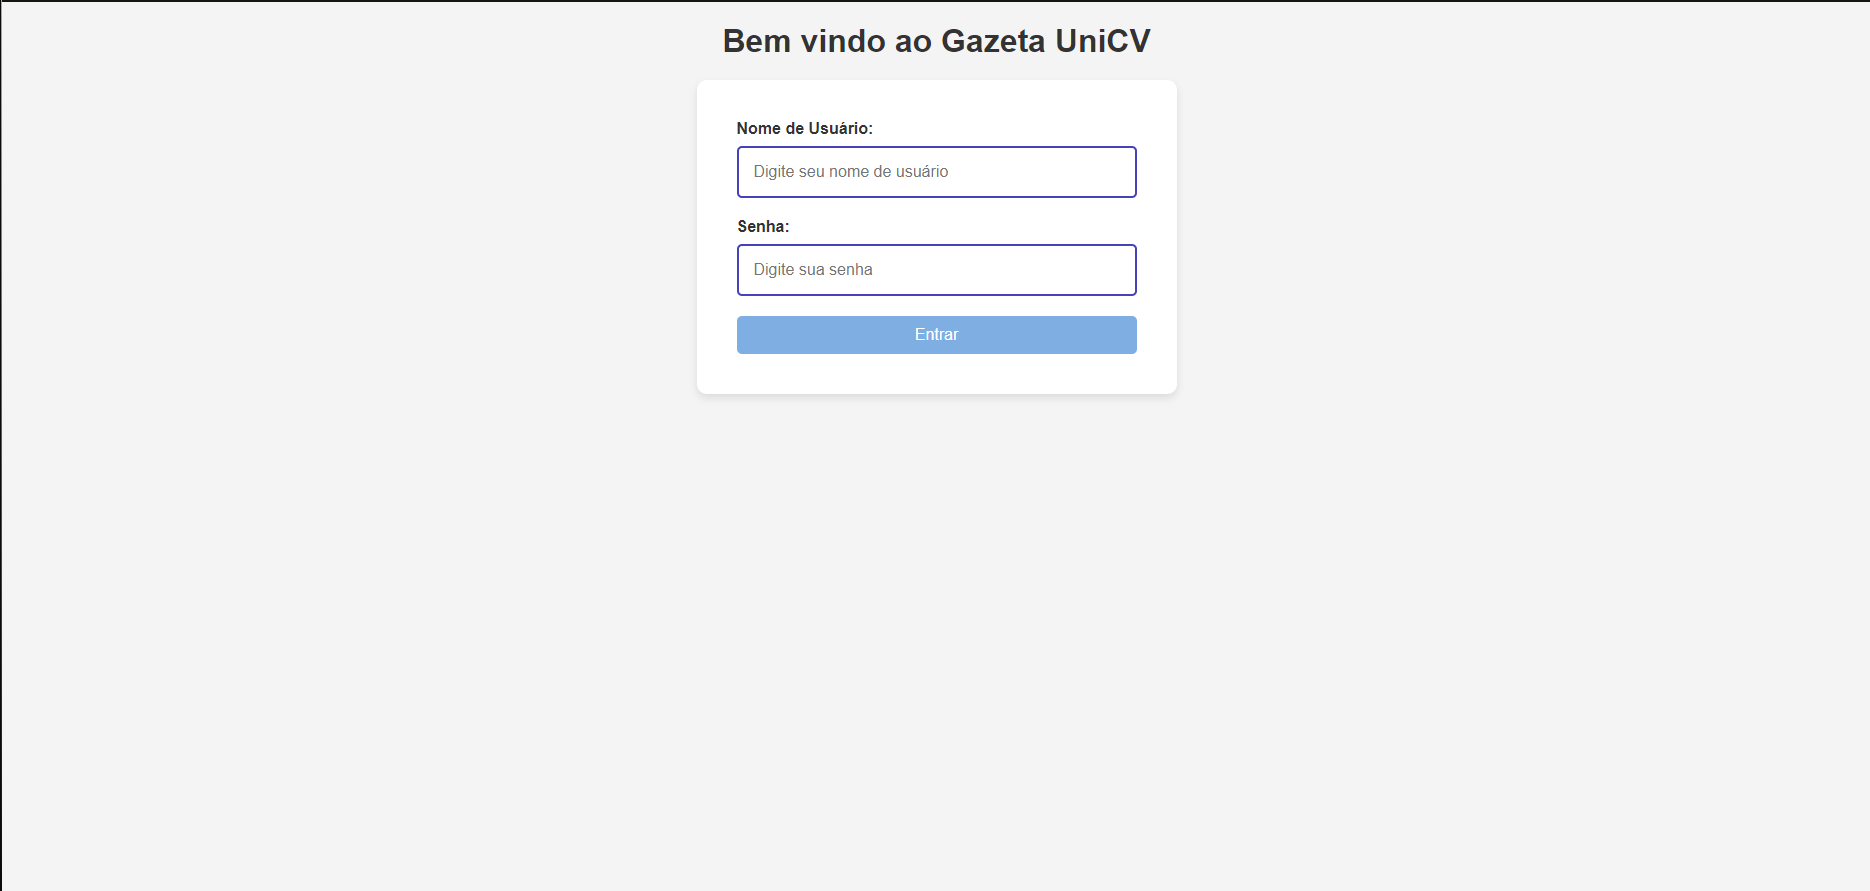 Bem vindo ao Gazeta UniCV
Nome de Usuário:
Digite seu nome de usuário
Senha:
Digite sua senha
Entrar